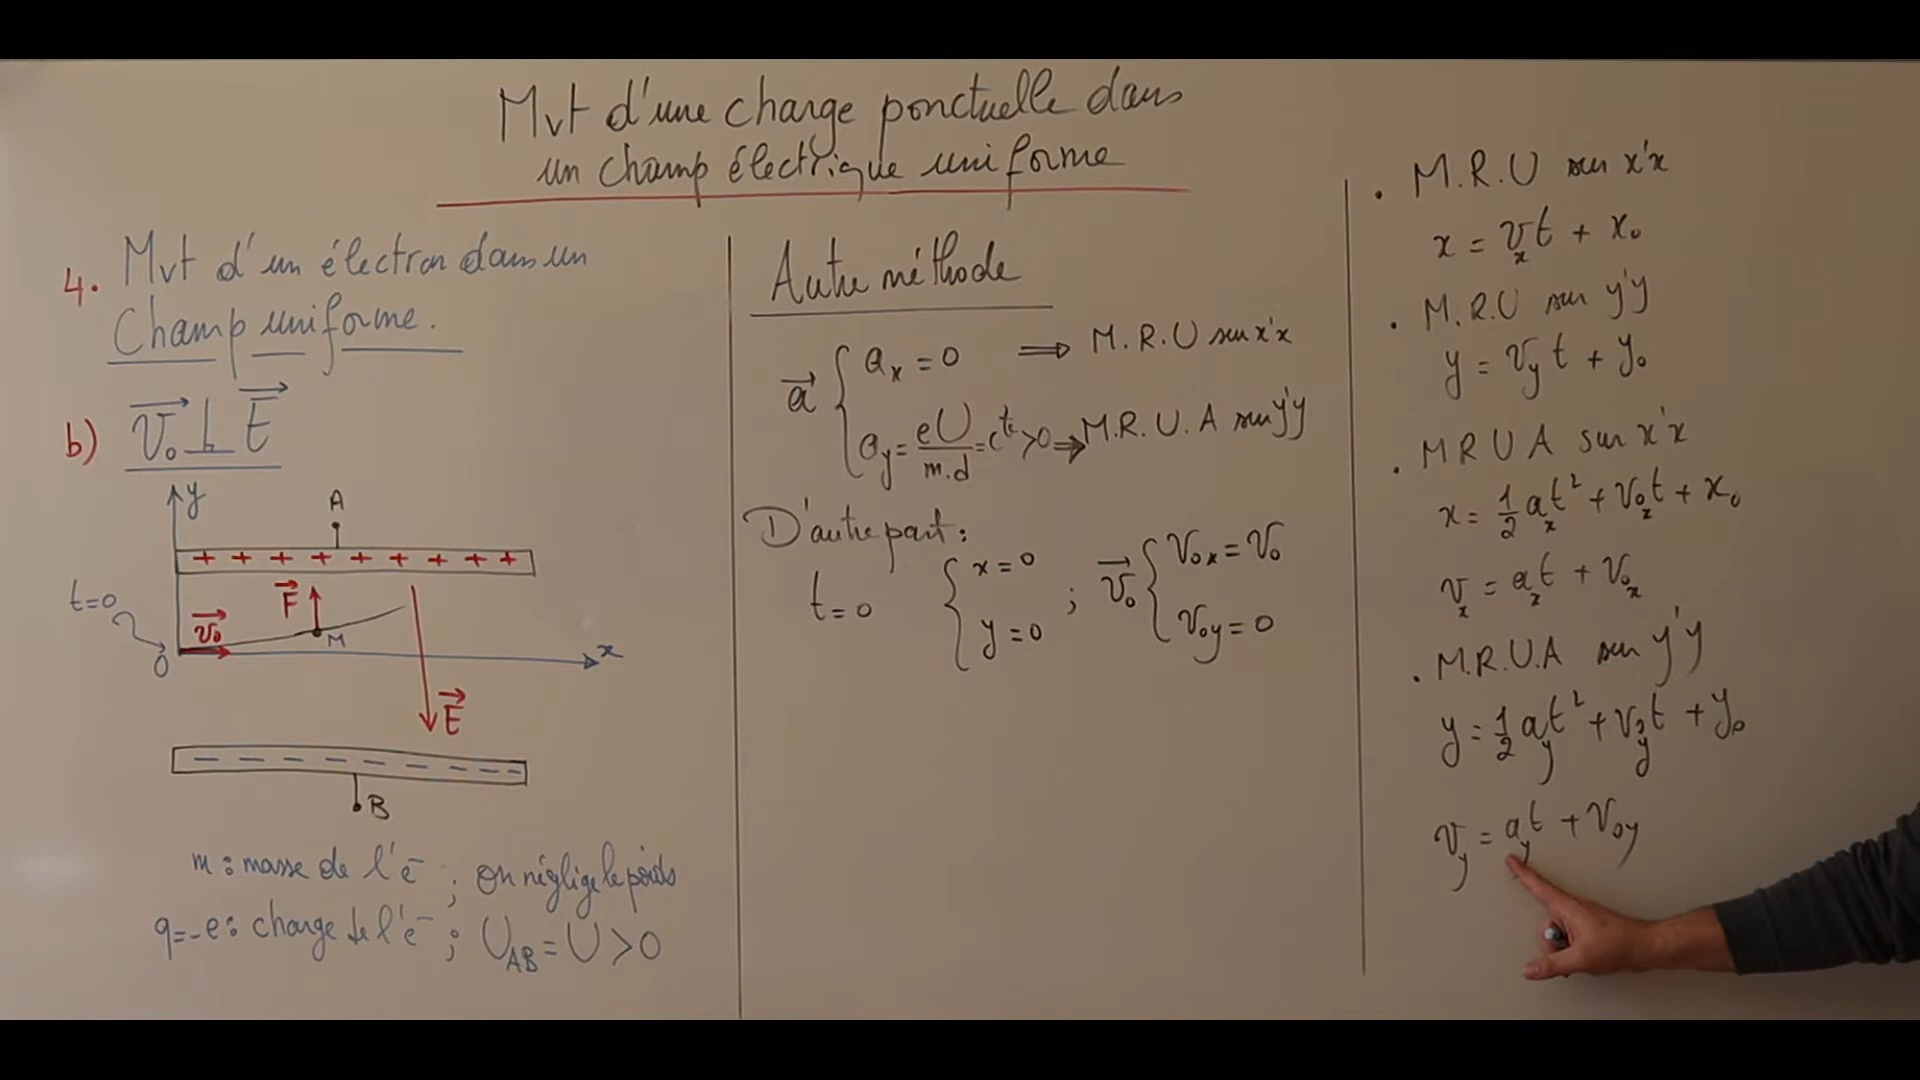 Mvt d'une charge ponctuelle dans
un champ électrique uniforme
4. Mvt d'un électron dans un
Champ uniforme.
b) v₀ ⊥ E
y
A
+ + + + + + + + +
t=0
F
v₀
M
O
x
E
B
m : masse de l'e⁻ ; on néglige le poids
q=-e : charge de l'e⁻ ; U_AB = U > 0
Autre méthode
a { a_x = 0 ⟹ M.R.U sur x'x
a_y = eU/m.d = cte > 0 ⟹ M.R.U.A sur y'y
D'autre part :
t = 0 { x = 0 y = 0 ; v₀ { v₀x = v₀ v₀y = 0
. M.R.U sur x'x
x = v_x t + x₀
. M.R.U sur y'y
y = v_y t + y₀
. M R U A sur x'x
x = 1/2 a_x t² + v₀x t + x₀
v_x = a_x t + v₀x
. M.R.U.A sur y'y
y = 1/2 a_y t² + v₀y t + y₀
v_y = a_y t + v₀y